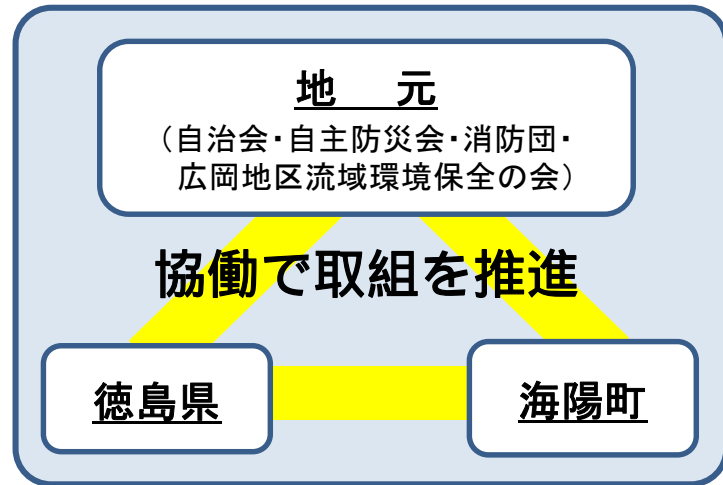 地　元
（自治会・自主防災会・消防団・
広岡地区流域環境保全の会）
協働で取組を推進
徳島県
海陽町